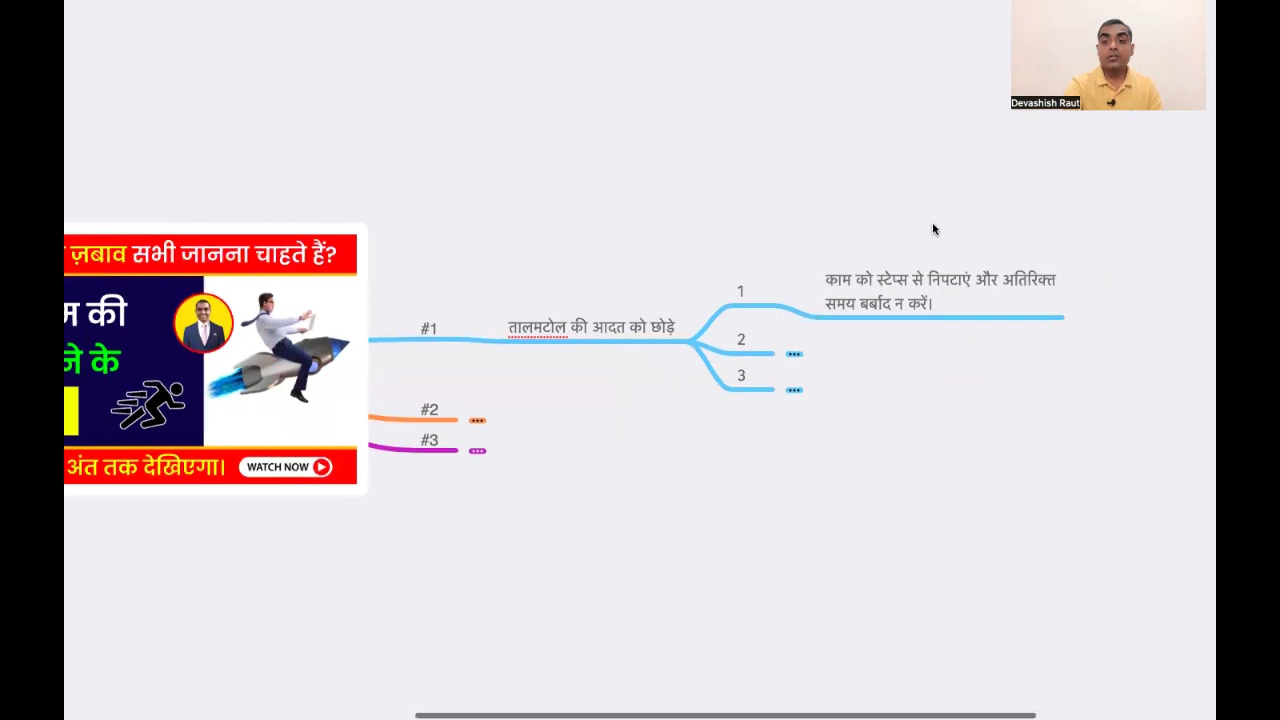 Devashish Raut
ज़बाव सभी जानना चाहते हैं?
की
ने के
अंत तक देखिएगा।
WATCH NOW
#1
तालमटोल की आदत को छोड़े
1
काम को स्टेप्स से निपटाएं और अतिरिक्त
समय बर्बाद न करें।
2
3
#2
#3